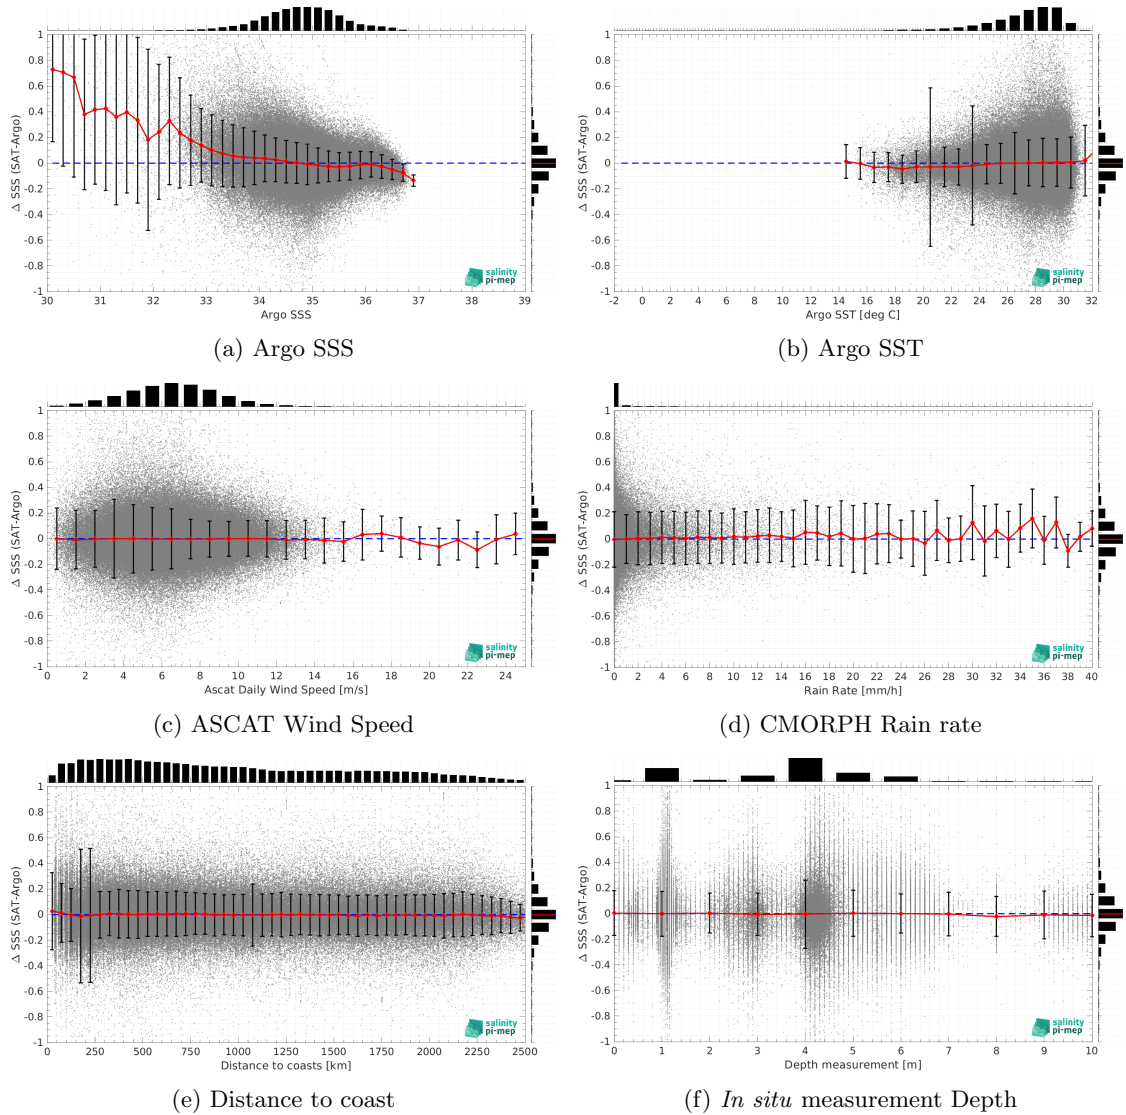 1
0.8
0.6
0.4
0.2
0
-0.2
-0.4
-0.6
-0.8
-1
Δ SSS (SAT-Argo)
30 31 32 33 34 35 36 37 38 39
Argo SSS
salinity
pi-mep
(a) Argo SSS
1
0.8
0.6
0.4
0.2
0
-0.2
-0.4
-0.6
-0.8
-1
Δ SSS (SAT-Argo)
-2 0 2 4 6 8 10 12 14 16 18 20 22 24 26 28 30 32
Argo SST [deg C]
salinity
pi-mep
(b) Argo SST
1
0.8
0.6
0.4
0.2
0
-0.2
-0.4
-0.6
-0.8
-1
Δ SSS (SAT-Argo)
0 2 4 6 8 10 12 14 16 18 20 22 24
Ascat Daily Wind Speed [m/s]
salinity
pi-mep
(c) ASCAT Wind Speed
1
0.8
0.6
0.4
0.2
0
-0.2
-0.4
-0.6
-0.8
-1
Δ SSS (SAT-Argo)
0 2 4 6 8 10 12 14 16 18 20 22 24 26 28 30 32 34 36 38 40
Rain Rate [mm/h]
salinity
pi-mep
(d) CMORPH Rain rate
1
0.8
0.6
0.4
0.2
0
-0.2
-0.4
-0.6
-0.8
-1
Δ SSS (SAT-Argo)
0 250 500 750 1000 1250 1500 1750 2000 2250 2500
Distance to coasts [km]
salinity
pi-mep
(e) Distance to coast
1
0.8
0.6
0.4
0.2
0
-0.2
-0.4
-0.6
-0.8
-1
Δ SSS (SAT-Argo)
0 1 2 3 4 5 6 7 8 9 10
Depth measurement [m]
salinity
pi-mep
(f) In situ measurement Depth